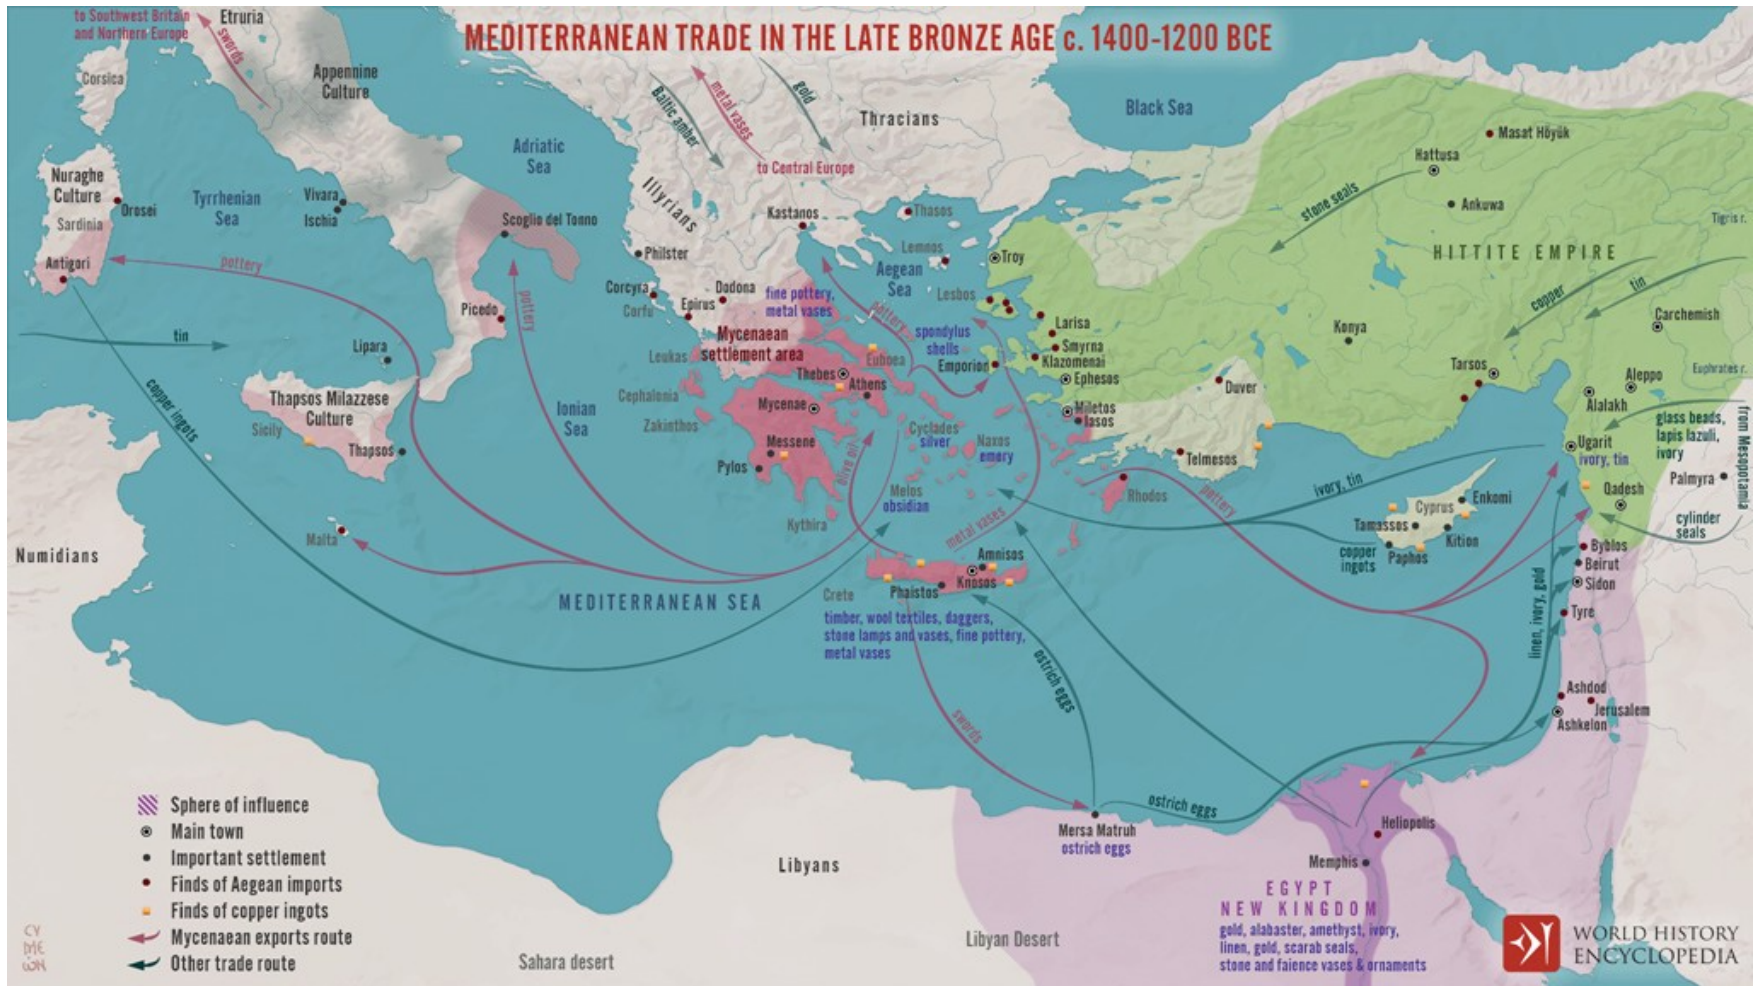 MEDITERRANEAN TRADE IN THE LATE BRONZE AGE c. 1400-1200 BCE
to Southwest Britain
and Northern Europe
Etruria
swords
Corsica
Appennine
Culture
Adriatic
Sea
Baltic amber
metal vases
gold
to Central Europe
Thracians
Black Sea
Masat Höyük
Hattusa
stone seals
Ankuwa
Tigris r.
HITTITE EMPIRE
Nuraghe
Culture
Sardinia
Orosei
Tyrrhenian
Sea
Vivara
Ischia
Scoglio del Tonno
Illyrians
Kastanos
Thasos
Philster
Lemnos
Troy
Antigori
pottery
pottery
Aegean
Sea
Corcyra
Corfu
Epirus
Dodona
fine pottery,
metal vases
Lesbos
copper
tin
Picedo
pottery
Carchemish
tin
Mycenaean
settlement area
spondylus
shells
Larisa
Smyrna
Klazomenai
Konya
Lipara
Leukas
Euboea
Emporion
Ephesos
Tarsos
Euphrates r.
Aleppo
Thebes
Athens
Duver
copper ingots
Thapsos Milazzese
Culture
Cephalonia
Mycenae
Miletos
Iasos
Alalakh
glass beads,
lapis lazuli,
ivory
from Mesopotamia
Sicily
Ionian
Sea
Zakinthos
Cyclades
silver
Naxos
emery
Thapsos
Messene
olive oil
Telmesos
Ugarit
ivory, tin
Pylos
Palmyra
Melos
obsidian
Rhodos
pottery
ivory, tin
Enkomi
Cyprus
Qadesh
Malta
Kythira
metal vases
Tamassos
Kition
cylinder
seals
Numidians
Amnisos
Knosos
copper
ingots
Paphos
Byblos
Beirut
Sidon
MEDITERRANEAN SEA
Crete
Phaistos
linen, ivory, gold
Tyre
timber, wool textiles, daggers,
stone lamps and vases, fine pottery,
metal vases
ostrich eggs
swords
Ashdod
Jerusalem
Ashkelon
ostrich eggs
Mersa Matruh
ostrich eggs
Heliopolis
Memphis
Libyans
EGYPT
NEW KINGDOM
gold, alabaster, amethyst, ivory,
linen, gold, scarab seals,
stone and faience vases & ornaments
Libyan Desert
Sahara desert
Sphere of influence
Main town
Important settlement
Finds of Aegean imports
Finds of copper ingots
Mycenaean exports route
Other trade route
WORLD HISTORY
ENCYCLOPEDIA